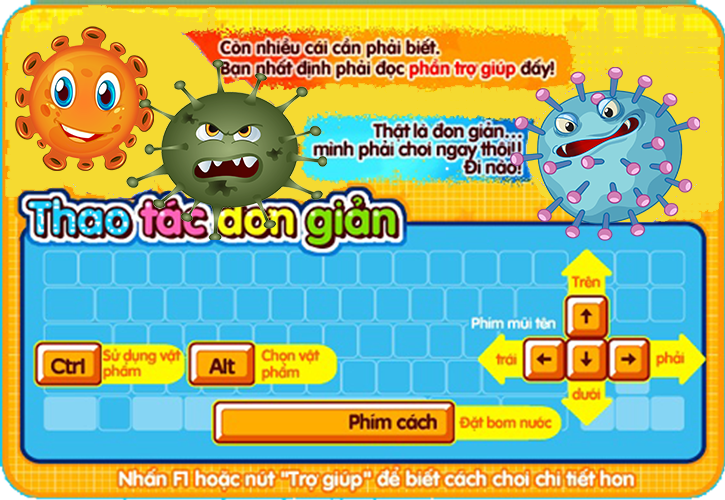 Còn nhiều cái cần phải biết.
Bạn nhất định phải đọc phần trợ giúp đấy!
Thật là đơn giản...
mình phải chơi ngay thôi!!
Đi nào!
Thao tác đơn giản
Trên
Phím mũi tên
Ctrl
Sử dụng vật
phẩm
Alt
Chọn vật
phẩm
trái
phải
dưới
Phím cách
Đặt bom nước
Nhấn F1 hoặc nút "Trợ giúp" để biết cách chơi chi tiết hơn